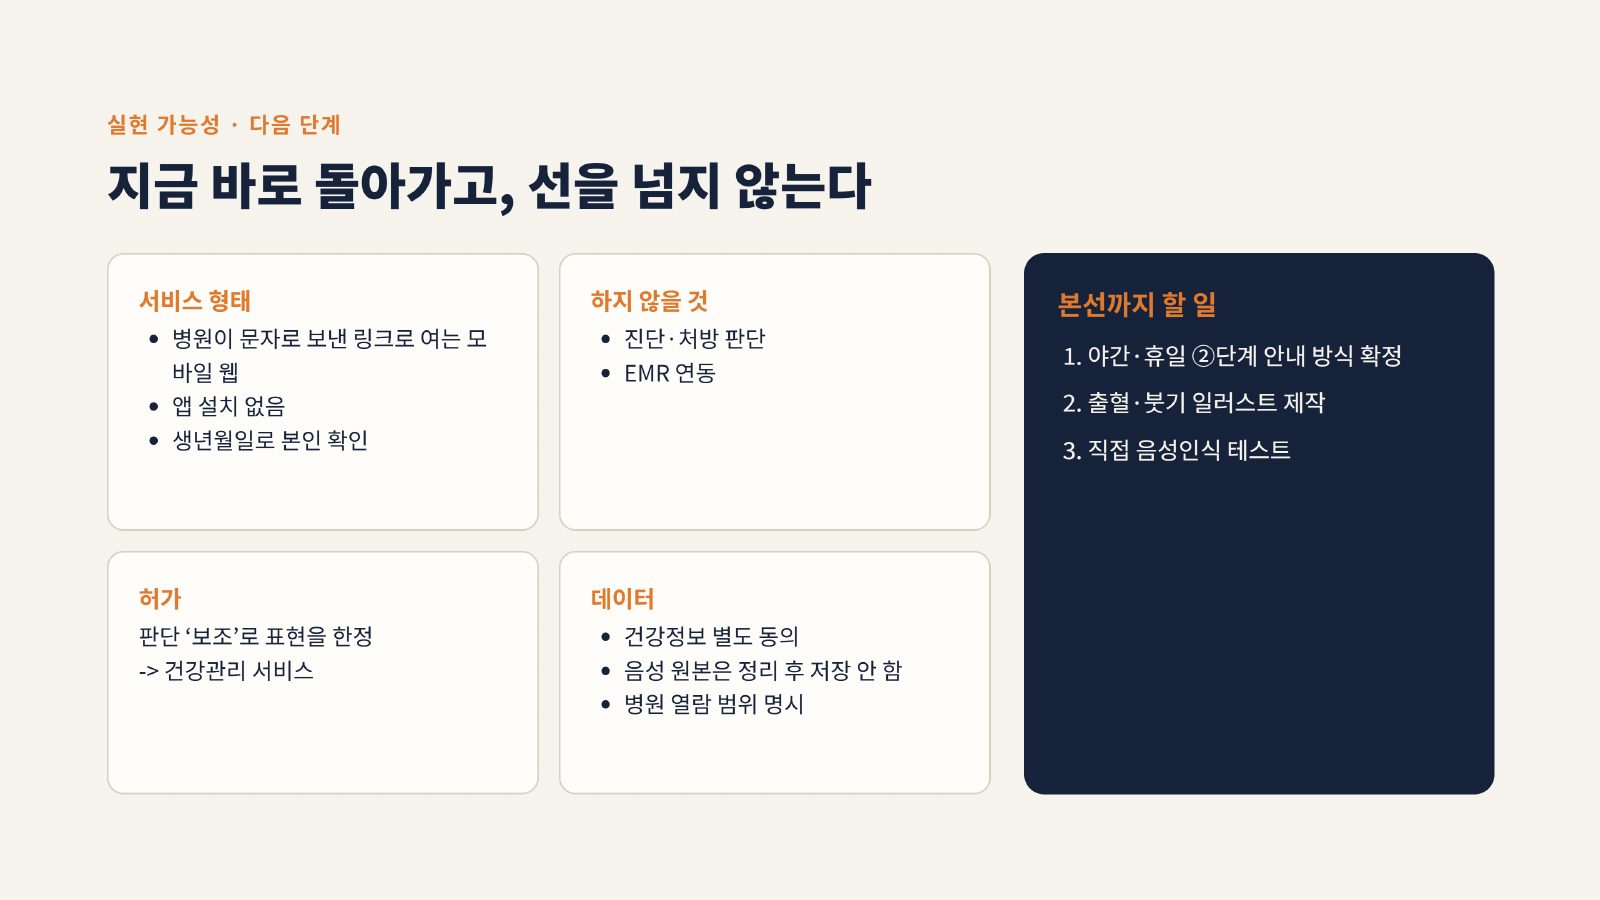 실현 가능성 · 다음 단계
지금 바로 돌아가고, 선을 넘지 않는다
서비스 형태
• 병원이 문자로 보낸 링크로 여는 모
바일 웹
• 앱 설치 없음
• 생년월일로 본인 확인
하지 않을 것
• 진단·처방 판단
• EMR 연동
허가
판단 ‘보조’로 표현을 한정
-> 건강관리 서비스
데이터
• 건강정보 별도 동의
• 음성 원본은 정리 후 저장 안 함
• 병원 열람 범위 명시
본선까지 할 일
1. 야간·휴일 ②단계 안내 방식 확정
2. 출혈·붓기 일러스트 제작
3. 직접 음성인식 테스트